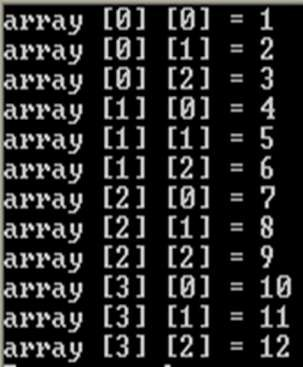 array [0] [0] = 1
array [0] [1] = 2
array [0] [2] = 3
array [1] [0] = 4
array [1] [1] = 5
array [1] [2] = 6
array [2] [0] = 7
array [2] [1] = 8
array [2] [2] = 9
array [3] [0] = 10
array [3] [1] = 11
array [3] [2] = 12